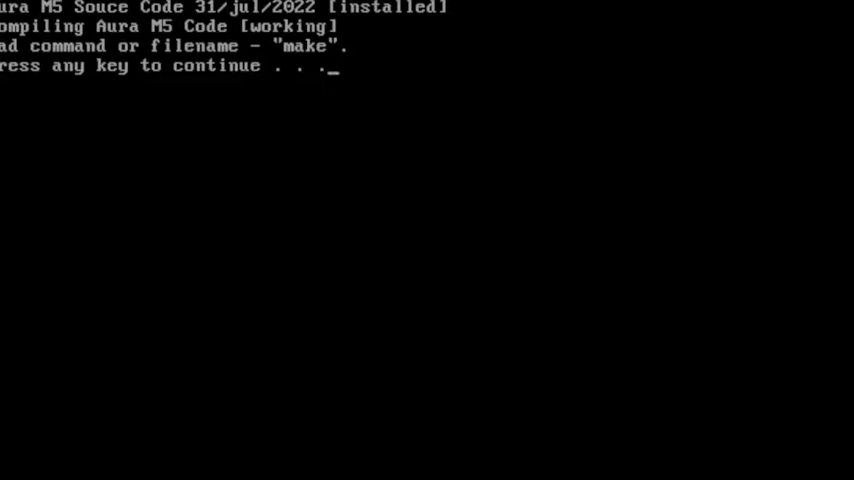 ura M5 Souce Code 31/jul/2022 [installed]
ompiling Aura M5 Code [working]
ad command or filename - "make".
ress any key to continue . . ._